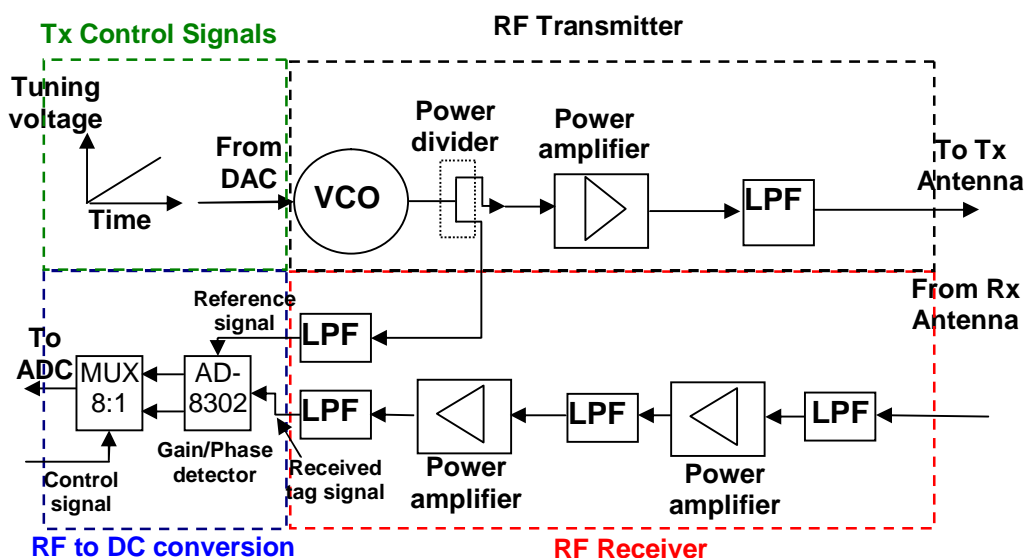 Tx Control Signals
RF Transmitter
Tuning
voltage
Time
From
DAC
VCO
Power
divider
Power
amplifier
LPF
To Tx
Antenna
From Rx
Antenna
Reference
signal
LPF
To
ADC
MUX
8:1
AD-
8302
LPF
LPF
LPF
Control
signal
Gain/Phase
detector
Received
tag signal
Power
amplifier
Power
amplifier
RF to DC conversion
RF Receiver